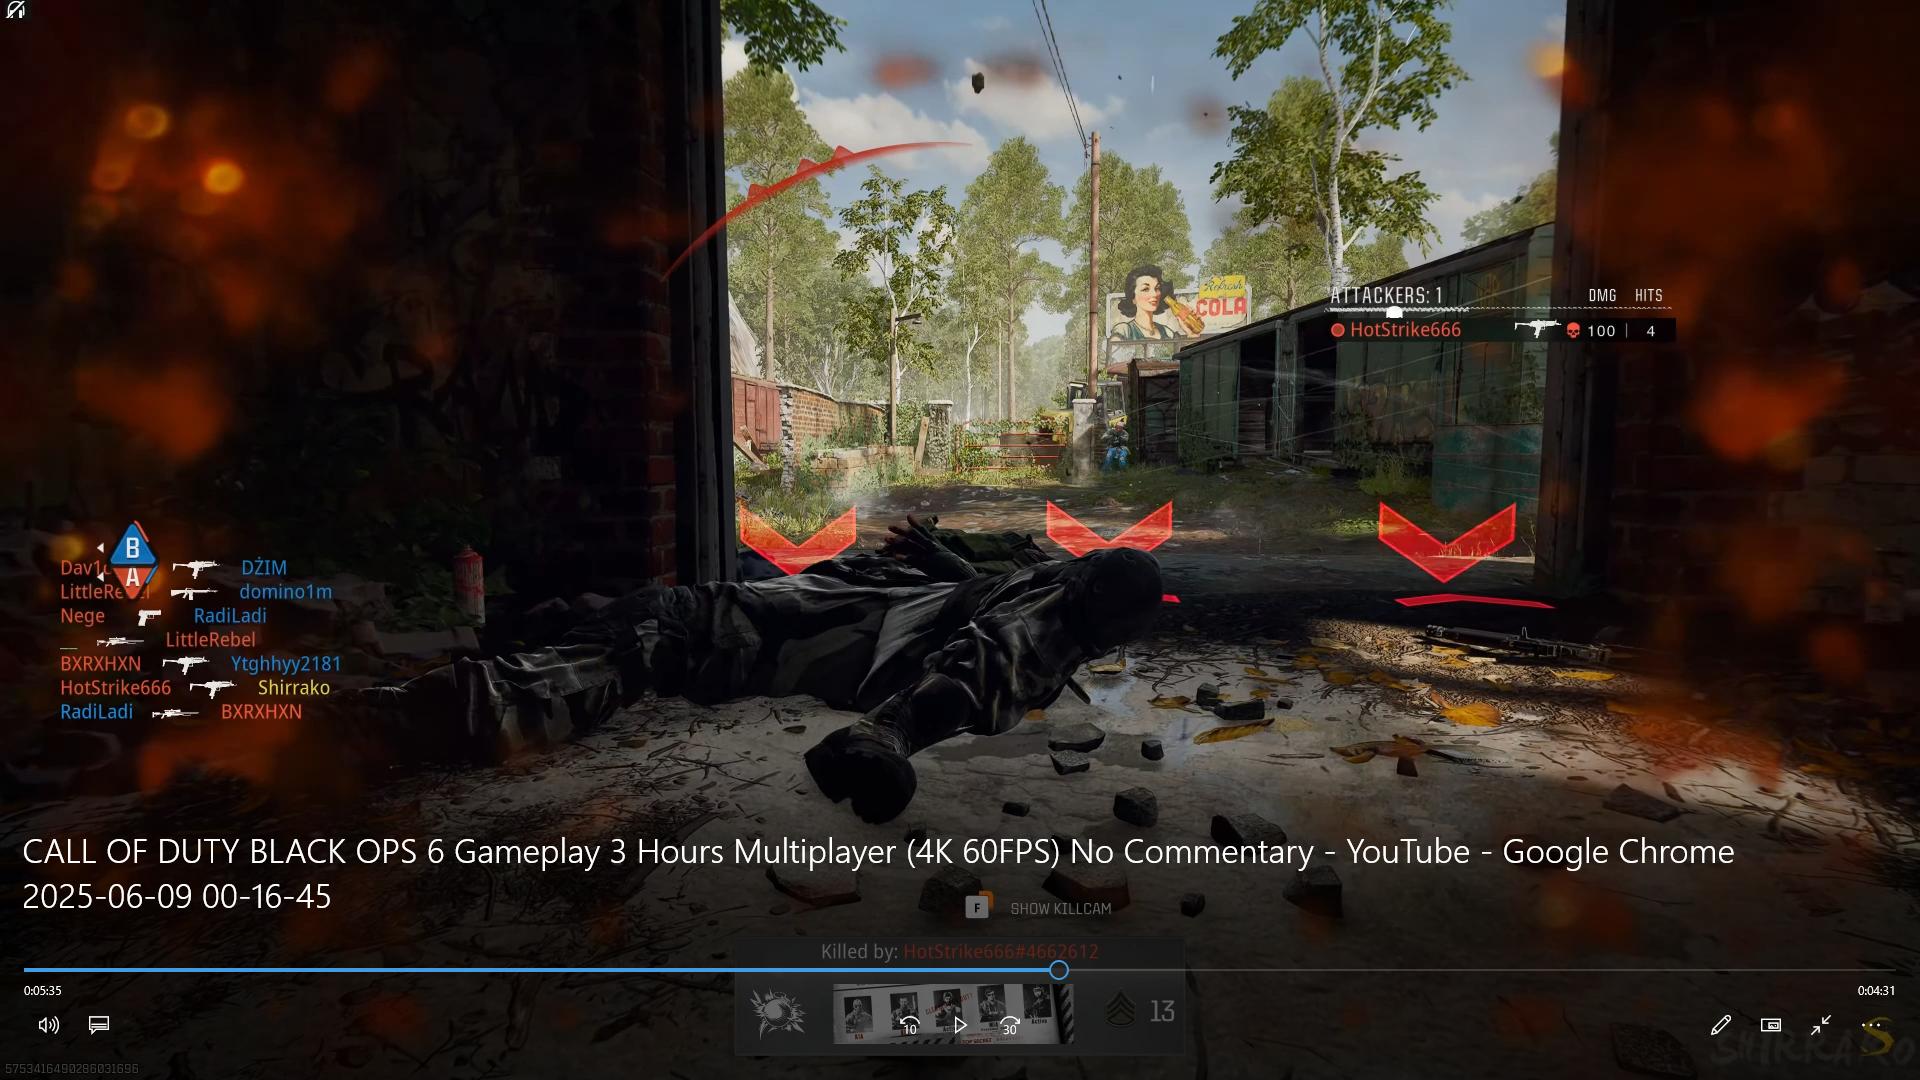 Refresh
COLA
ATTACKERS: 1 DMG HITS
HotStrike666 100 | 4
B
A
DŻIM
domino1m
Nege RadiLadi
__ LittleRebel
BXRXHXN Ytghhyy2181
HotStrike666 Shirrako
RadiLadi BXRXHXN
CALL OF DUTY BLACK OPS 6 Gameplay 3 Hours Multiplayer (4K 60FPS) No Commentary - YouTube - Google Chrome
2025-06-09 00-16-45
F SHOW KILLCAM
Killed by: HotStrike666#4662612
0:05:35 0:04:31
13
10 30
5753416490286031696